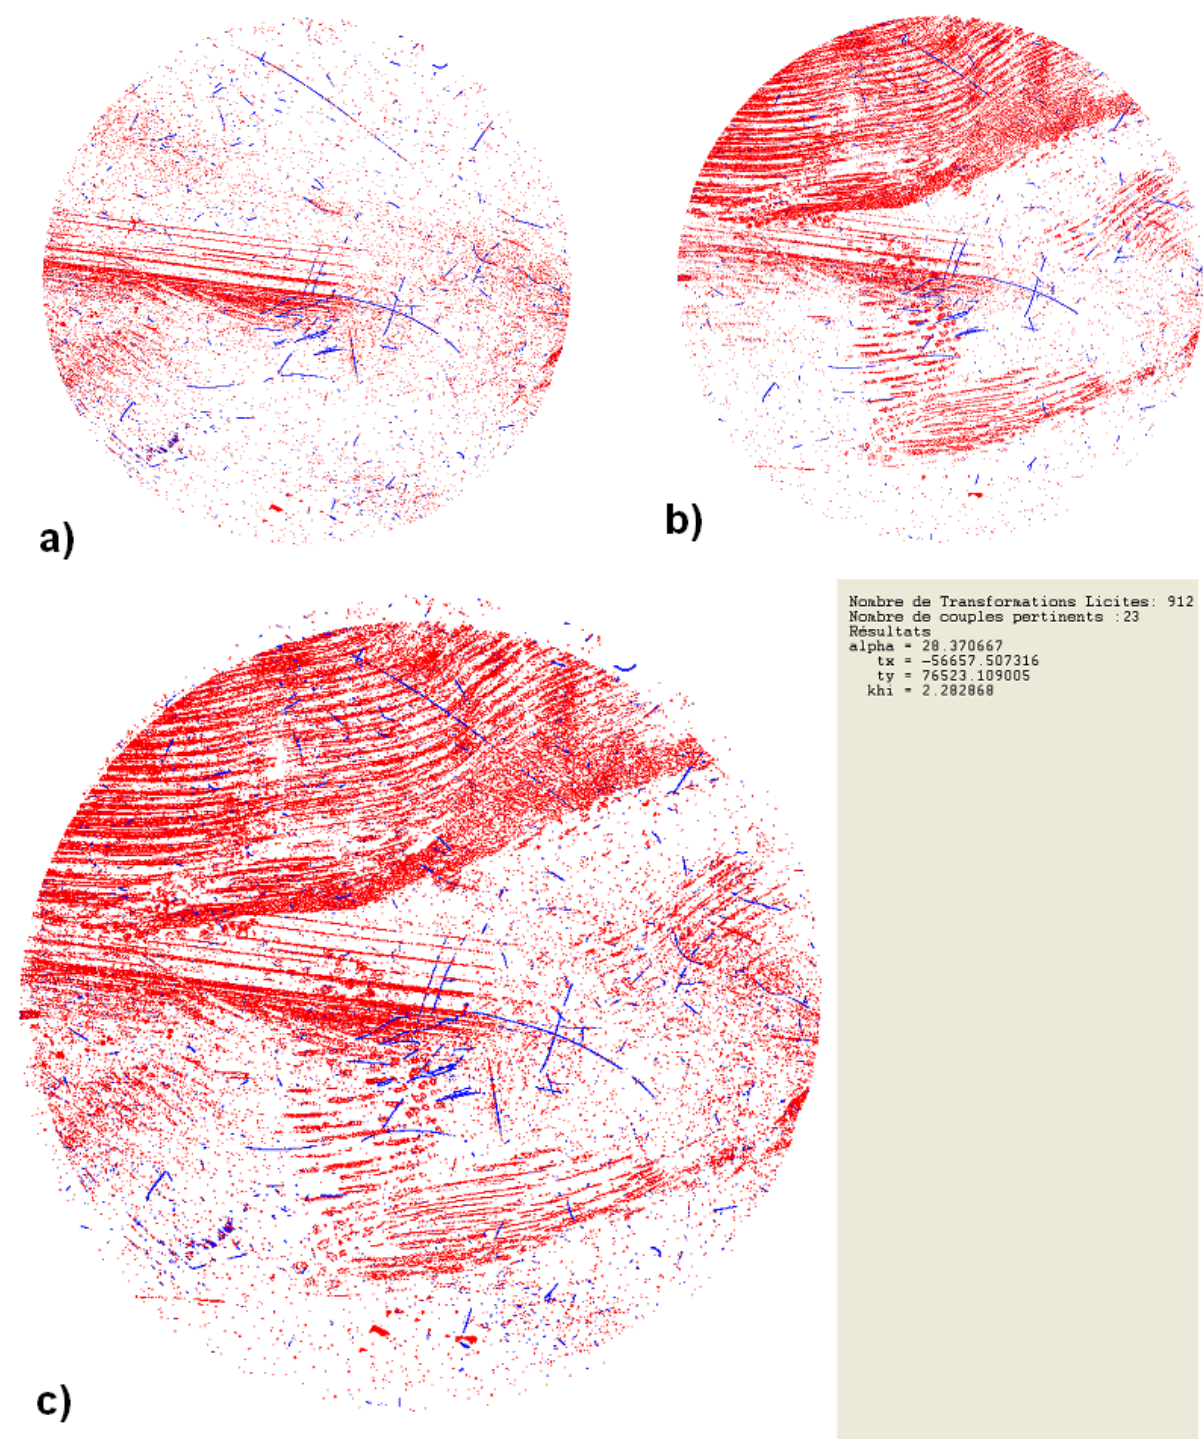 a)
b)
Nombre de Transformations Licites: 912
Nombre de couples pertinents :23
Résultats
alpha = 28.370667
tx = -56657.507316
ty = 76523.109005
khi = 2.282868
c)